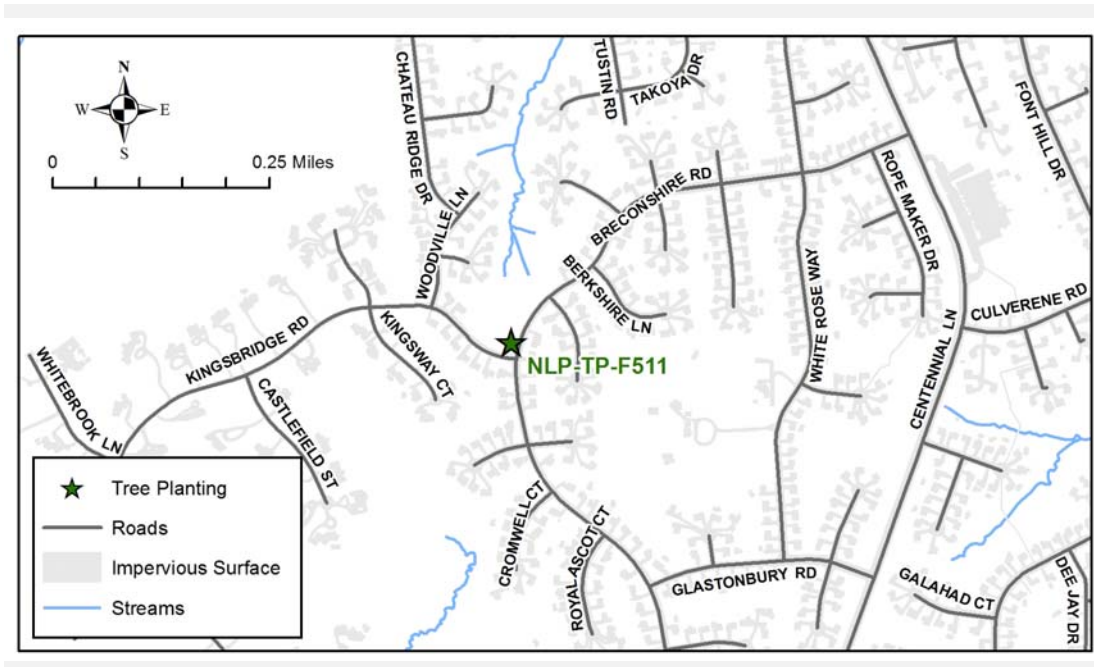 N
W
E
S
0
0.25 Miles
CHATEAU RIDGE DR
TUSTIN RD
TAKOYA DR
FONT HILL DR
ROPE MAKER DR
WOODVILLE LN
BRECONSHIRE RD
BERKSHIRE LN
WHITE ROSE WAY
CENTENNIAL LN
CULVERENE RD
KINGSBRIDGE RD
KINGSWAY CT
NLP-TP-F511
WHITEBROOK LN
CASTLEFIELD ST
CROMWELL CT
ROYAL ASCOT CT
GLASTONBURY RD
GALAHAD CT
DEE JAY DR
Tree Planting
Roads
Impervious Surface
Streams